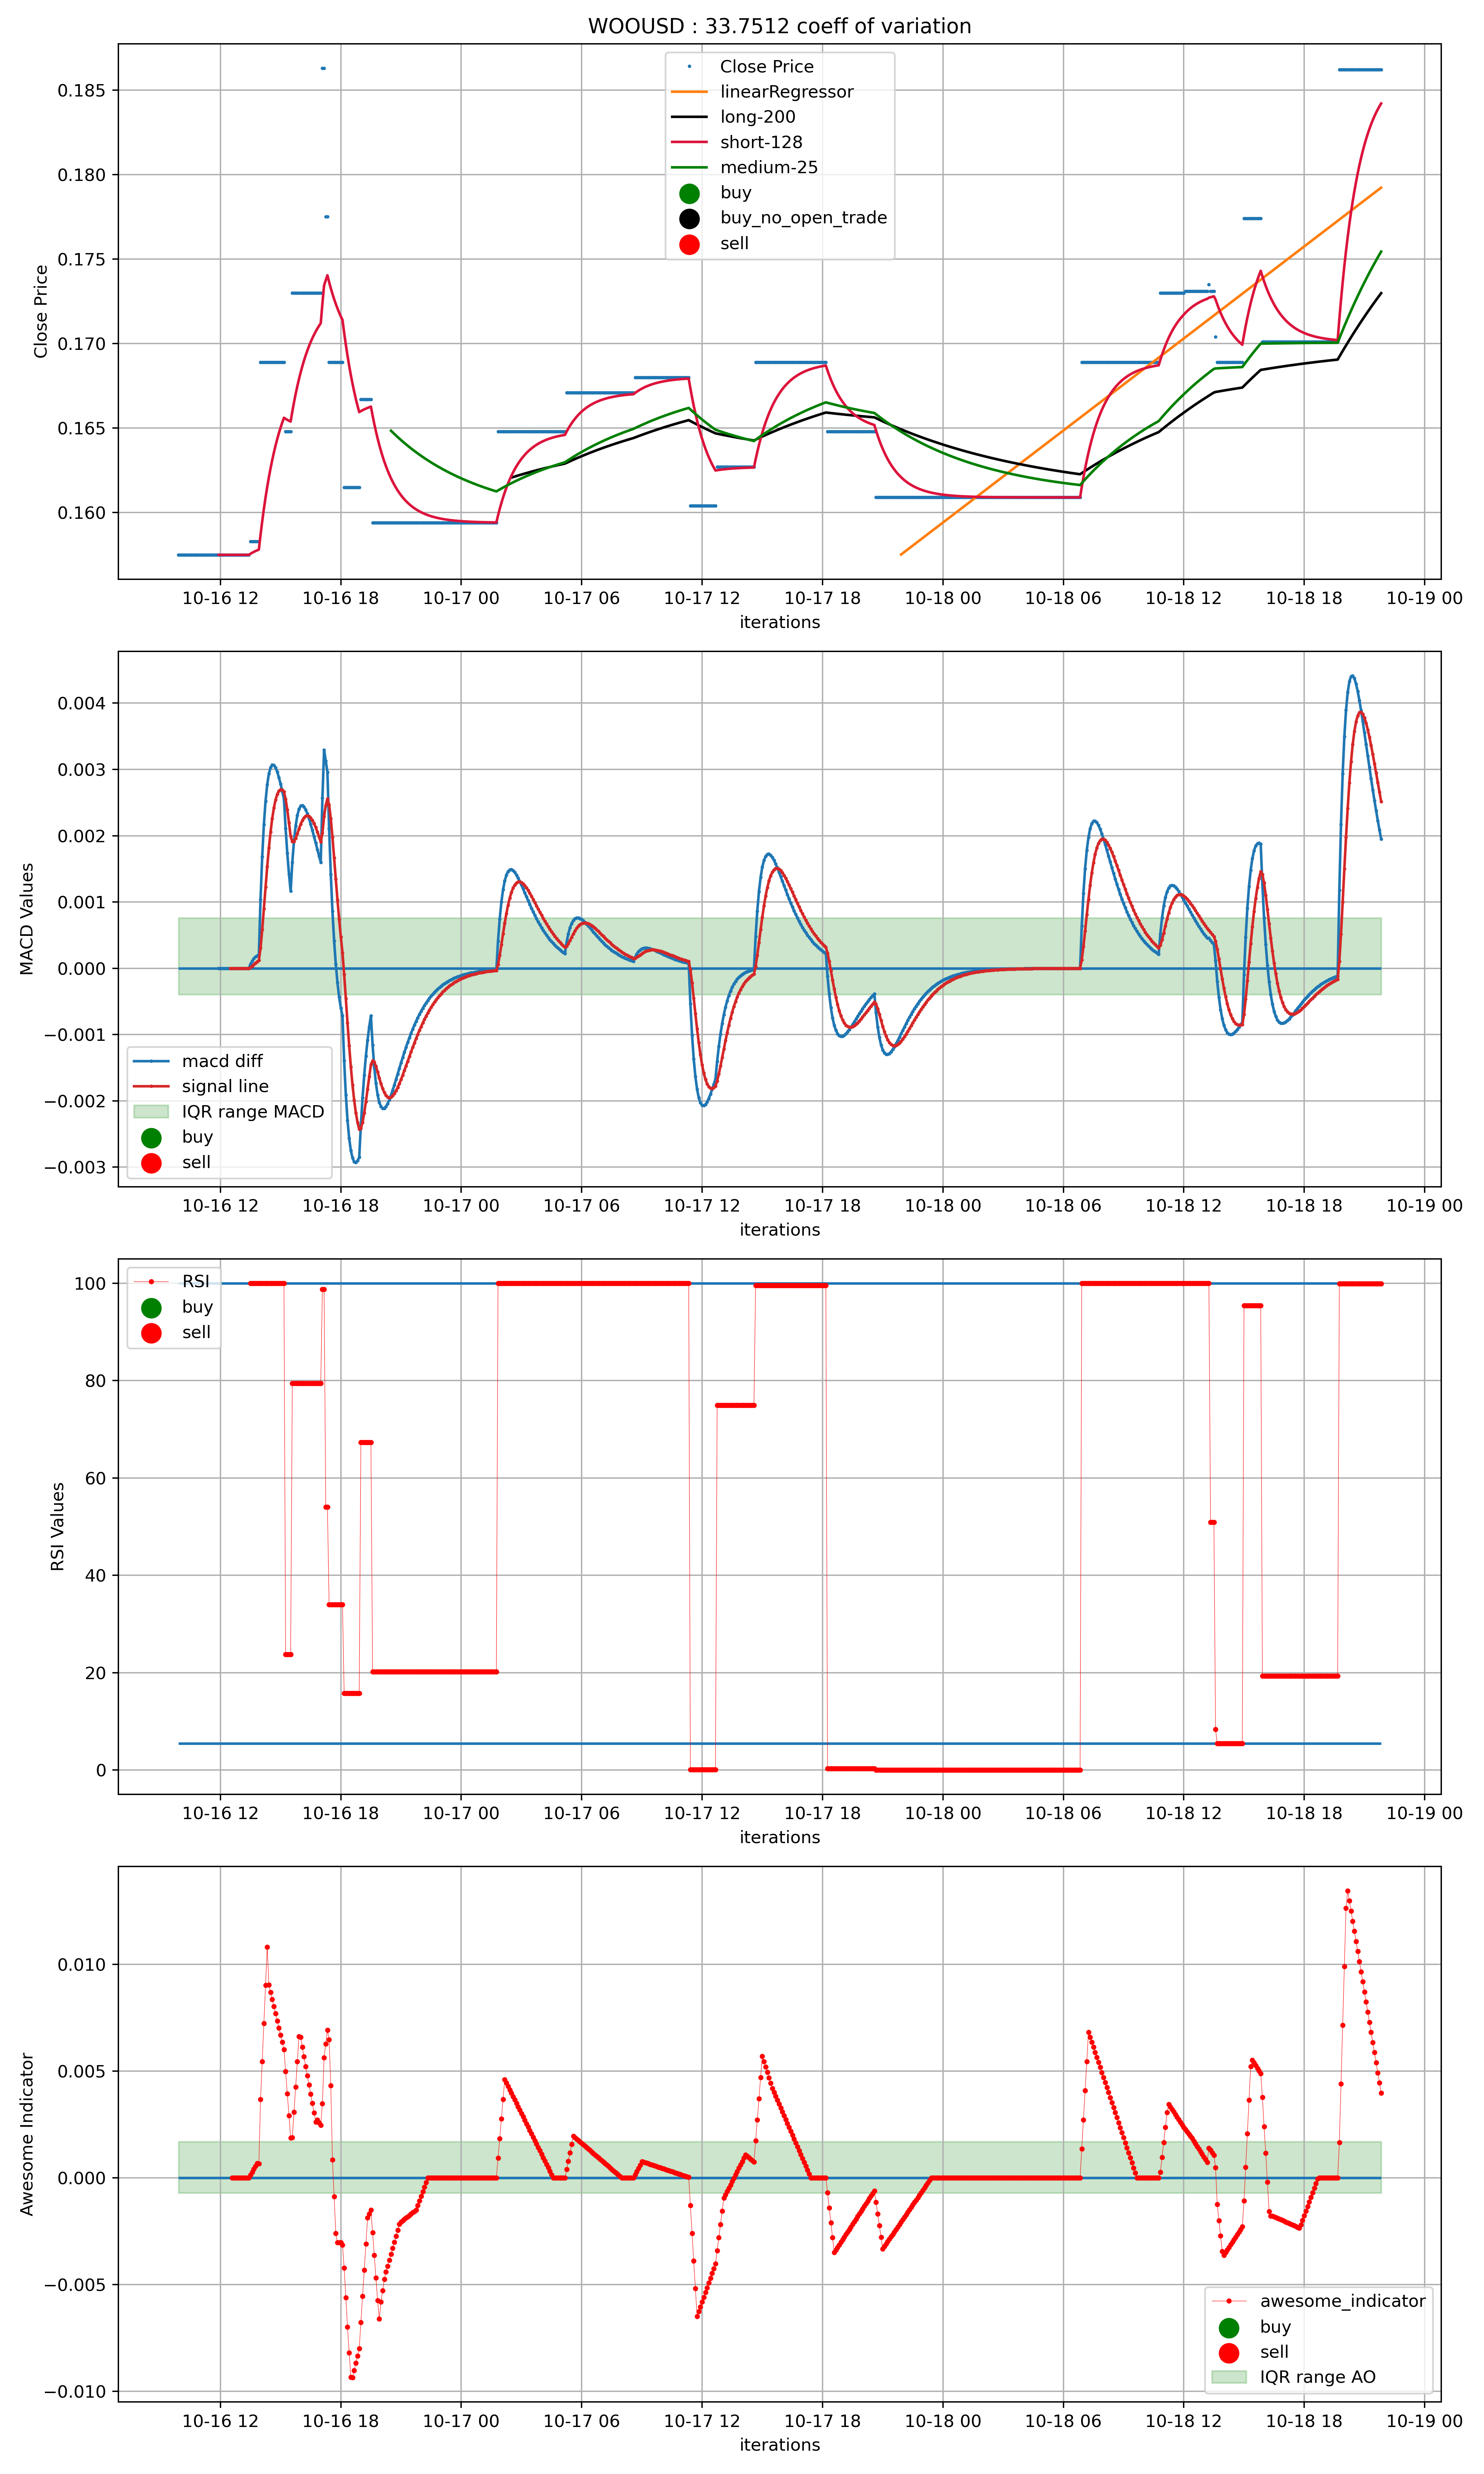 WOOUSD : 33.7512 coeff of variation
Close Price
linearRegressor
long-200
short-128
medium-25
buy
buy_no_open_trade
sell
0.185
0.180
0.175
0.170
0.165
0.160
Close Price
10-16 12 10-16 18 10-17 00 10-17 06 10-17 12 10-17 18 10-18 00 10-18 06 10-18 12 10-18 18 10-19 00
iterations
0.004
0.003
0.002
0.001
0.000
−0.001
−0.002
−0.003
MACD Values
macd diff
signal line
IQR range MACD
buy
sell
10-16 12 10-16 18 10-17 00 10-17 06 10-17 12 10-17 18 10-18 00 10-18 06 10-18 12 10-18 18 10-19 00
iterations
RSI
buy
sell
100
80
60
40
20
0
RSI Values
10-16 12 10-16 18 10-17 00 10-17 06 10-17 12 10-17 18 10-18 00 10-18 06 10-18 12 10-18 18 10-19 00
iterations
0.010
0.005
0.000
−0.005
−0.010
Awesome Indicator
awesome_indicator
buy
sell
IQR range AO
10-16 12 10-16 18 10-17 00 10-17 06 10-17 12 10-17 18 10-18 00 10-18 06 10-18 12 10-18 18 10-19 00
iterations